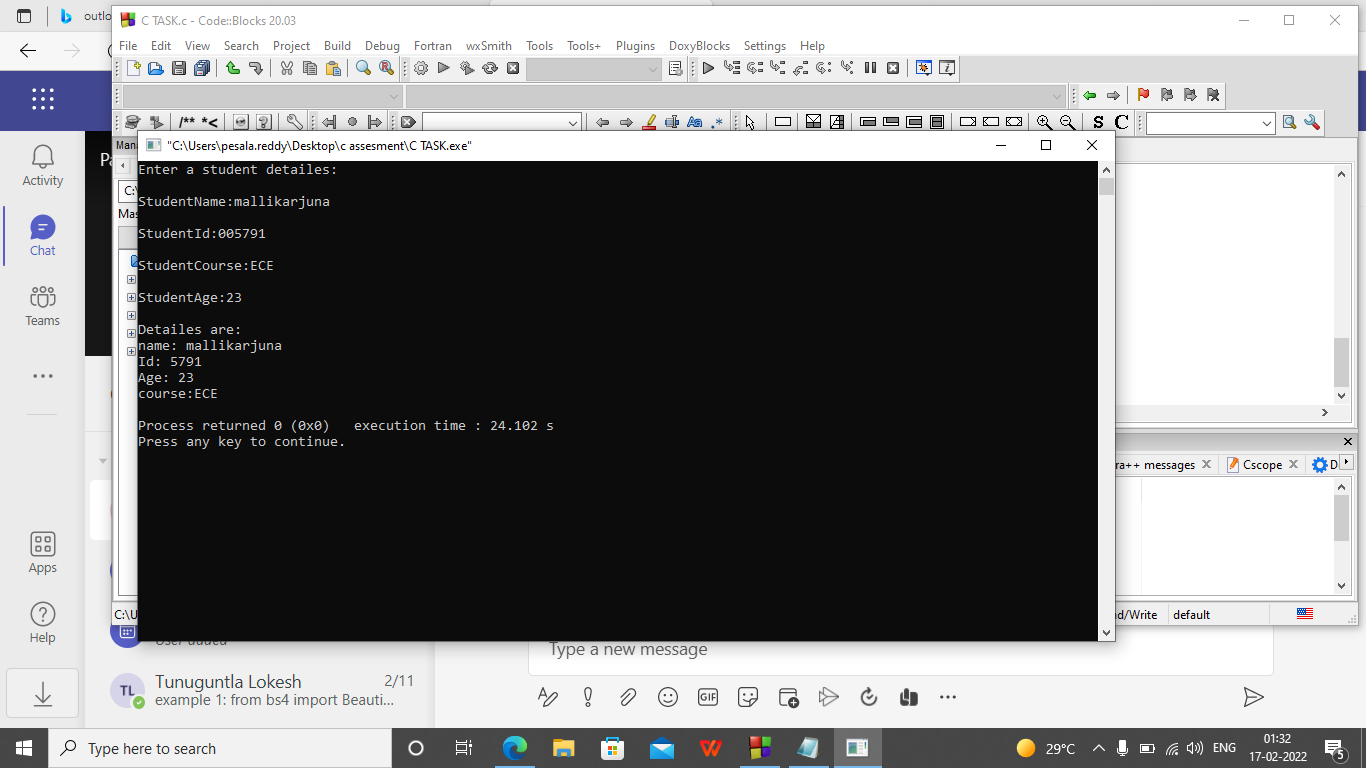 outlo
C TASK.c - Code::Blocks 20.03
File Edit View Search Project Build Debug Fortran wxSmith Tools Tools+ Plugins DoxyBlocks Settings Help
/** *<
Aa .*
S C
Mana
"C:\Users\pesala.reddy\Desktop\c assesment\C TASK.exe"
Pa
C:\
Mas
Enter a student detailes:
StudentName:mallikarjuna
StudentId:005791
StudentCourse:ECE
StudentAge:23
Detailes are:
name: mallikarjuna
Id: 5791
Age: 23
course:ECE
Process returned 0 (0x0) execution time : 24.102 s
Press any key to continue.
Activity
Chat
Teams
Apps
Help
ra++ messages
Cscope
D
C:\U
d/Write
default
User added
Type a new message
TL
Tunuguntla Lokesh
2/11
example 1: from bs4 import Beauti...
GIF
Type here to search
29°C
ENG
01:32
17-02-2022
5